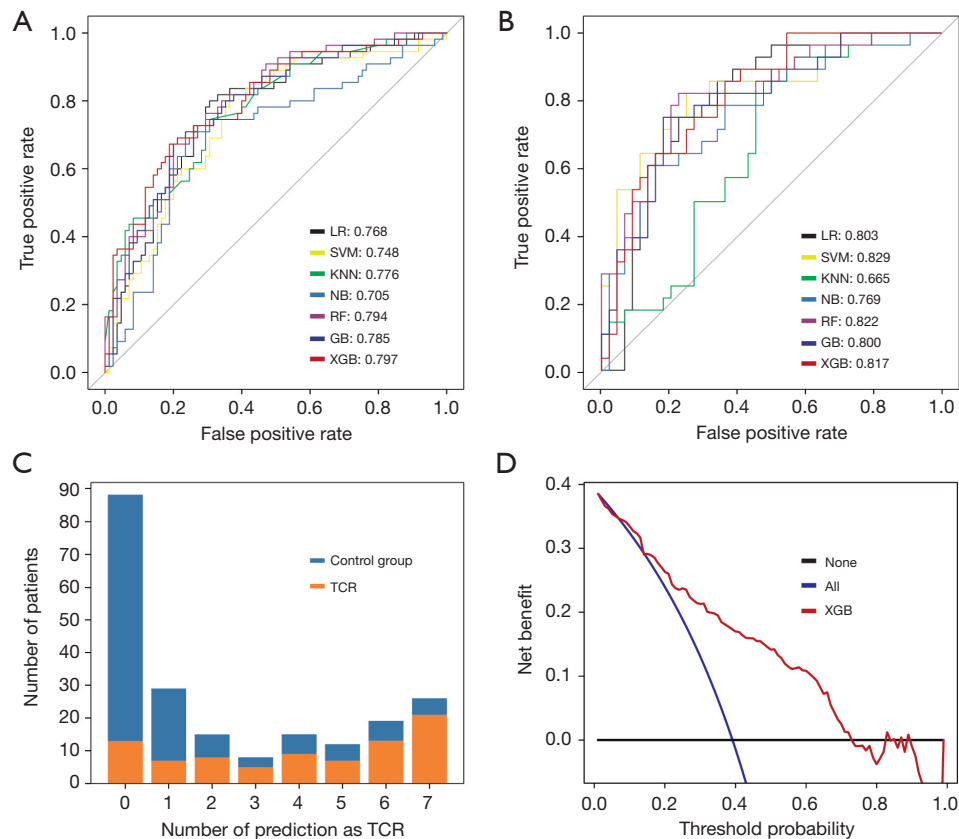 A
1.0
0.8
0.6
0.4
0.2
0.0
True positive rate
LR: 0.768
SVM: 0.748
KNN: 0.776
NB: 0.705
RF: 0.794
GB: 0.785
XGB: 0.797
0.0 0.2 0.4 0.6 0.8 1.0
False positive rate
B
1.0
0.8
0.6
0.4
0.2
0.0
True positive rate
LR: 0.803
SVM: 0.829
KNN: 0.665
NB: 0.769
RF: 0.822
GB: 0.800
XGB: 0.817
0.0 0.2 0.4 0.6 0.8 1.0
False positive rate
C
90
80
70
60
50
40
30
20
10
0
Number of patients
Control group
TCR
0 1 2 3 4 5 6 7
Number of prediction as TCR
D
0.4
0.3
0.2
0.1
0.0
Net benefit
None
All
XGB
0.0 0.2 0.4 0.6 0.8 1.0
Threshold probability